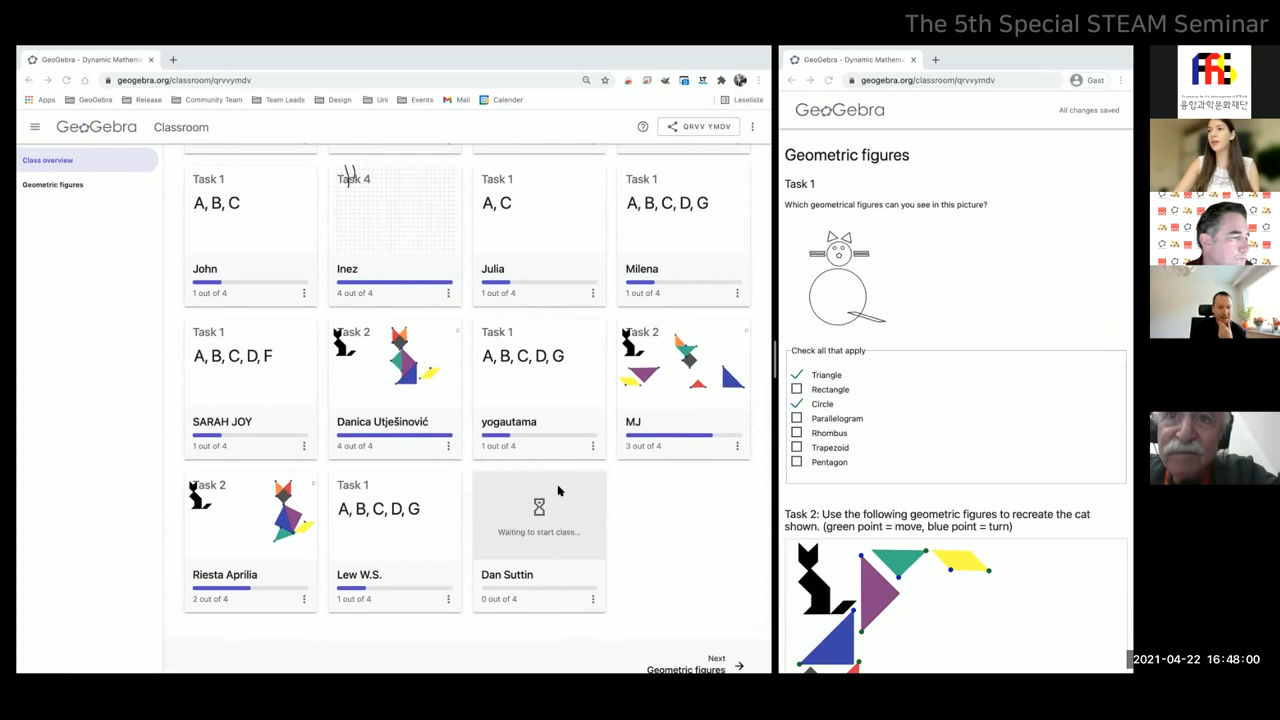 The 5th Special STEAM Seminar
GeoGebra - Dynamic Mathema
geogebra.org/classroom/qrvvymdv
Apps GeoGebra Release Community Team Team Leads Design Uni Events Mail Calender Leseliste
GeoGebra Classroom QRVV YMDV
Class overview
Geometric figures
Task 1
A, B, C
John
1 out of 4
Task 4
Inez
4 out of 4
Task 1
A, C
Julia
1 out of 4
Task 1
A, B, C, D, G
Milena
1 out of 4
Task 1
A, B, C, D, F
SARAH JOY
1 out of 4
Task 2
Danica Utješinović
4 out of 4
Task 1
A, B, C, D, G
yogautama
1 out of 4
Task 2
MJ
3 out of 4
Task 2
Riesta Aprilia
2 out of 4
Task 1
A, B, C, D, G
Lew W.S.
1 out of 4
Waiting to start class...
Dan Suttin
0 out of 4
Next
Geometric figures
GeoGebra - Dynamic Mathema
geogebra.org/classroom/qrvvymdv
Gast
GeoGebra
All changes saved
Geometric figures
Task 1
Which geometrical figures can you see in this picture?
Check all that apply
Triangle
Rectangle
Circle
Parallelogram
Rhombus
Trapezoid
Pentagon
Task 2: Use the following geometric figures to recreate the cat
shown. (green point = move, blue point = turn)
융합과학문화재단
2021-04-22 16:48:00